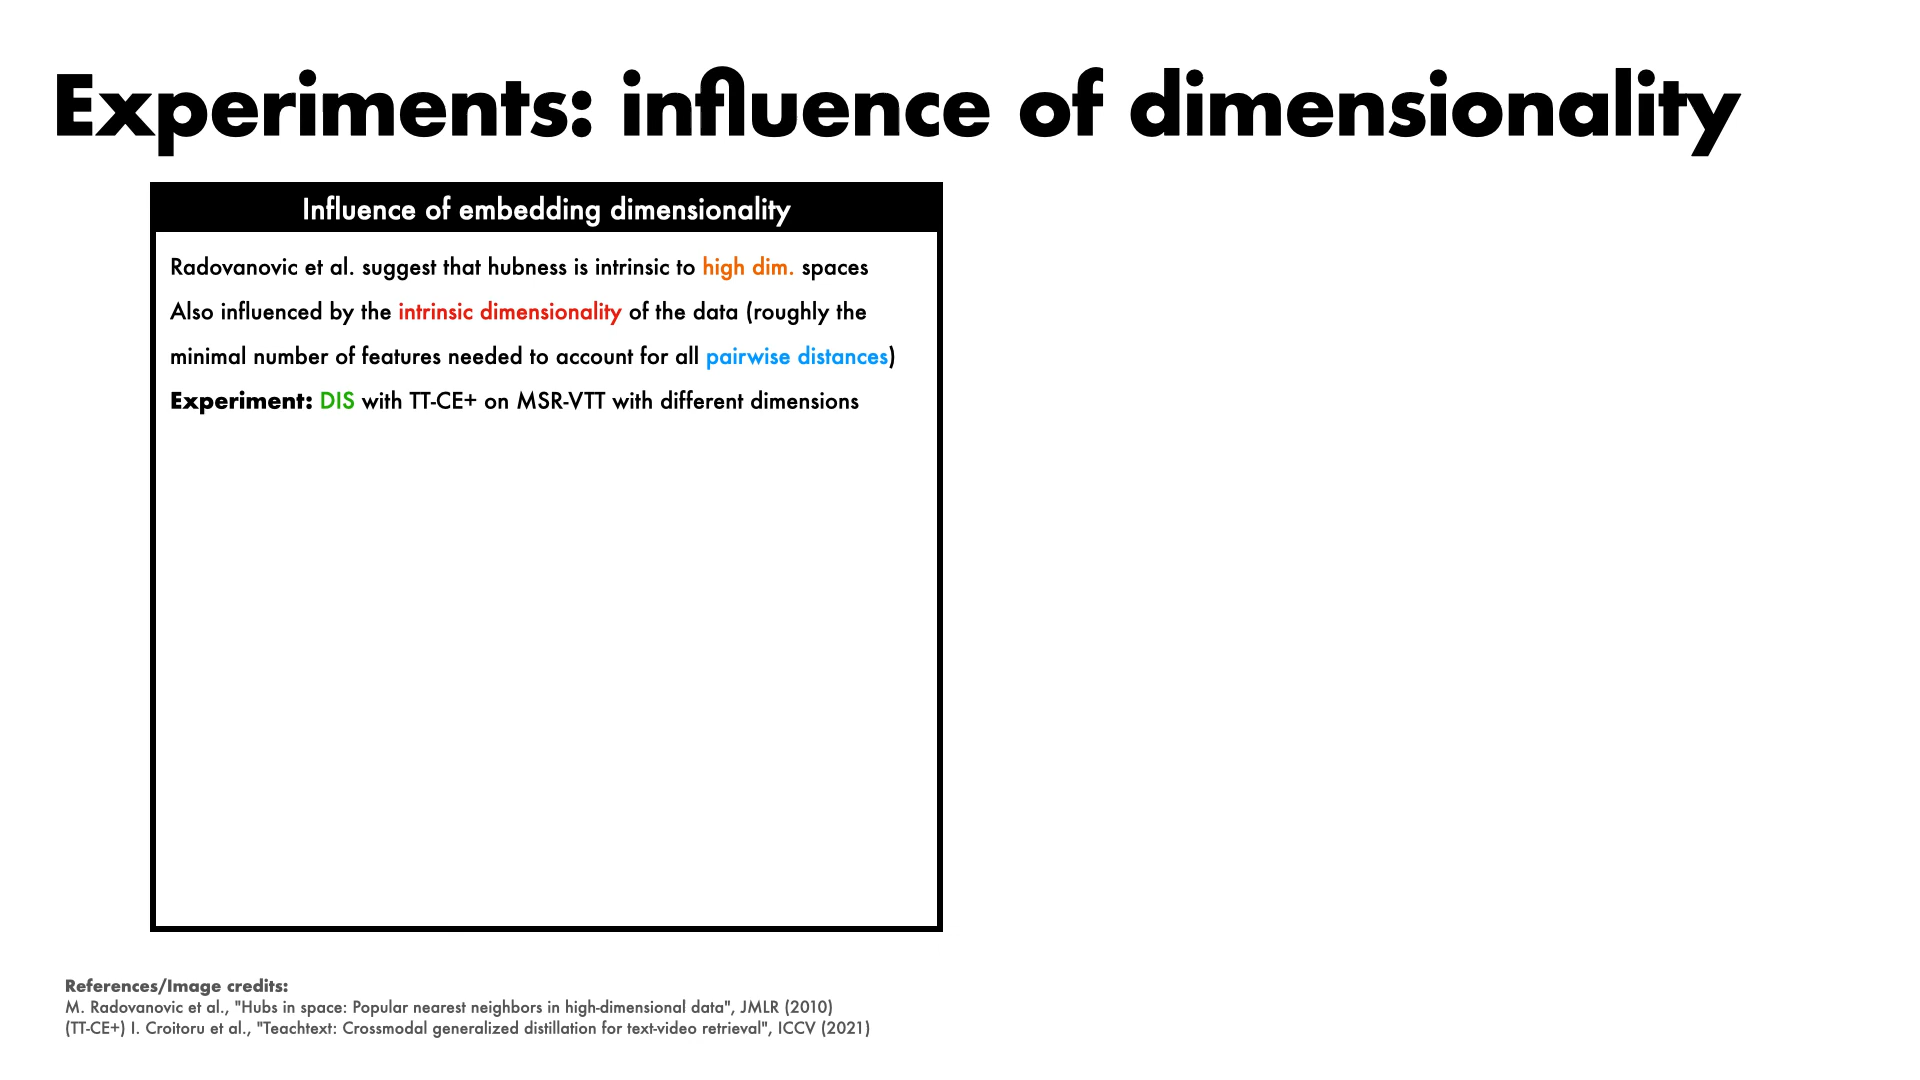 Experiments: influence of dimensionality
Influence of embedding dimensionality
Radovanovic et al. suggest that hubness is intrinsic to high dim. spaces
Also influenced by the intrinsic dimensionality of the data (roughly the
minimal number of features needed to account for all pairwise distances)
Experiment: DIS with TT-CE+ on MSR-VTT with different dimensions
References/Image credits:
M. Radovanovic et al., "Hubs in space: Popular nearest neighbors in high-dimensional data", JMLR (2010)
(TT-CE+) I. Croitoru et al., "Teachtext: Crossmodal generalized distillation for text-video retrieval", ICCV (2021)